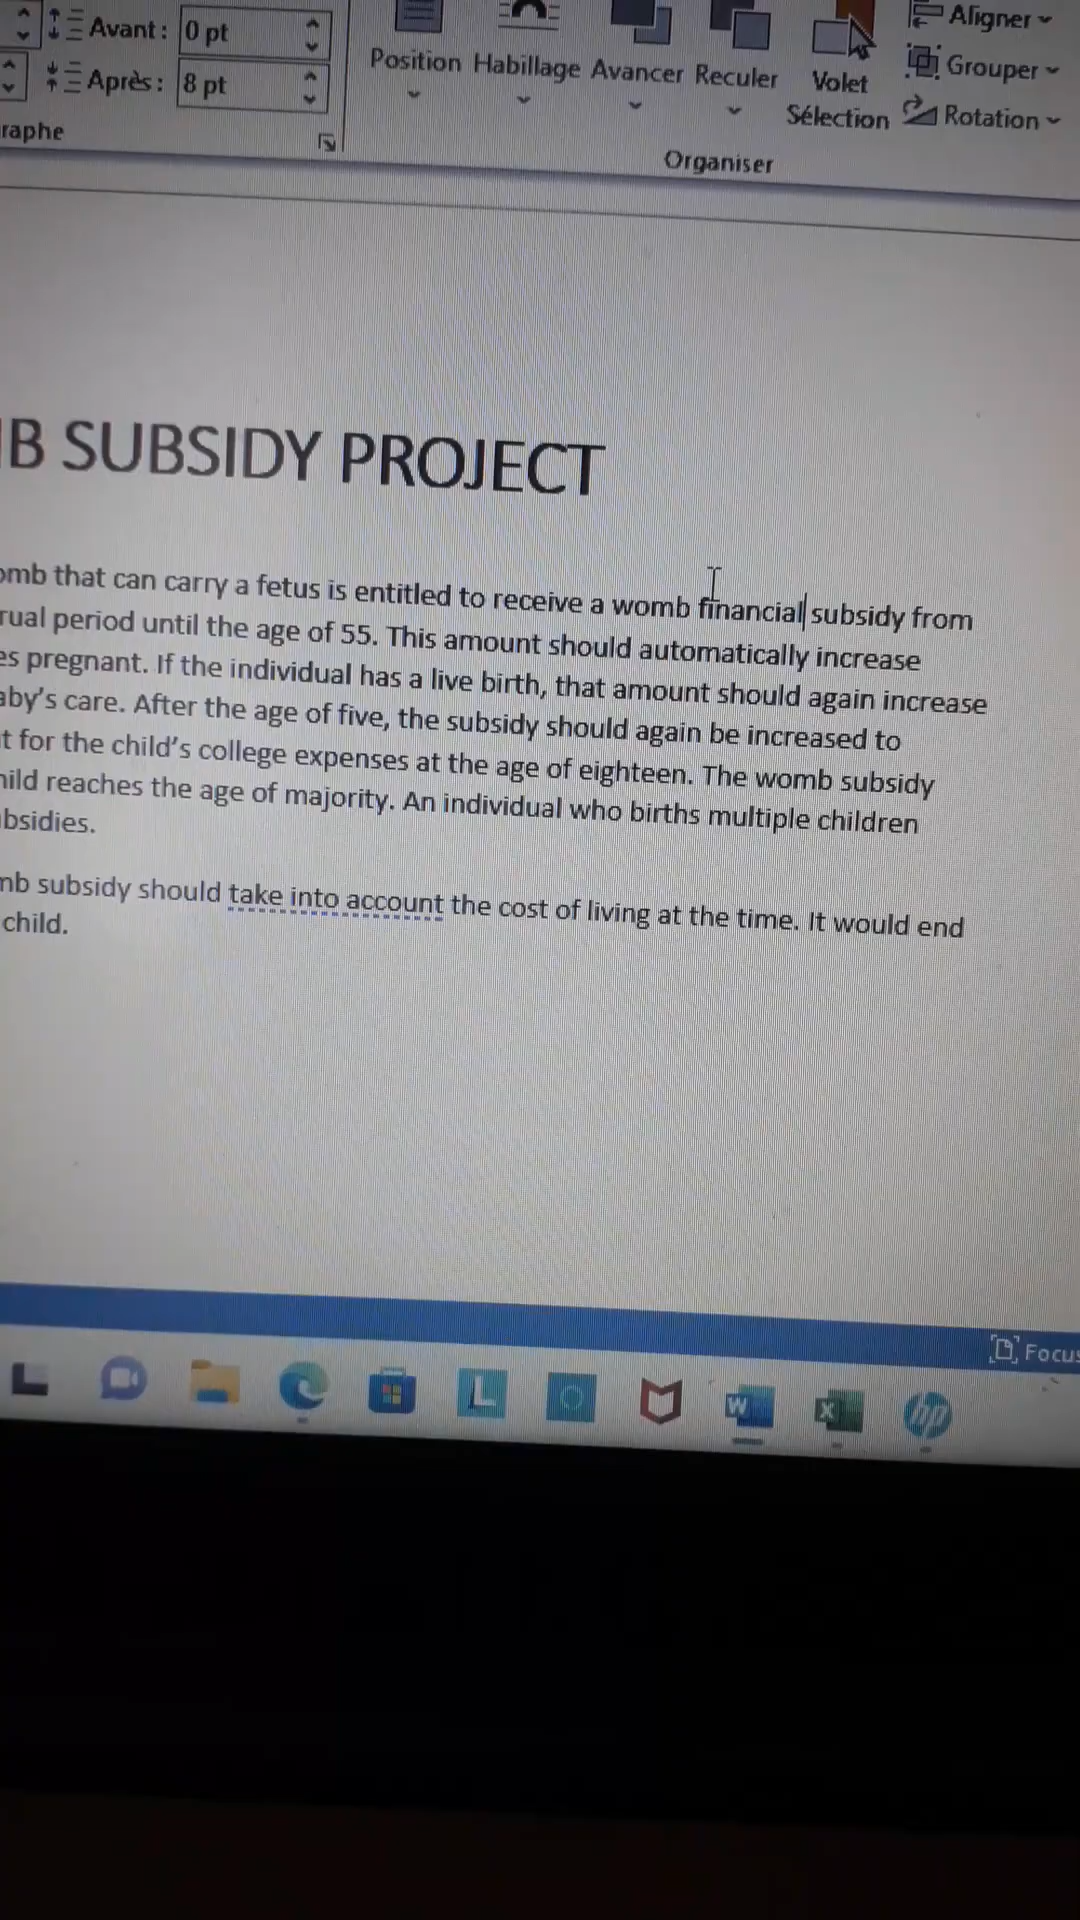 Avant : 0 pt
Après : 8 pt
raphe
Position Habillage Avancer Reculer Volet Sélection
Aligner
Grouper
Rotation
Organiser
B SUBSIDY PROJECT
omb that can carry a fetus is entitled to receive a womb financial subsidy from
rual period until the age of 55. This amount should automatically increase
es pregnant. If the individual has a live birth, that amount should again increase
aby's care. After the age of five, the subsidy should again be increased to
t for the child's college expenses at the age of eighteen. The womb subsidy
hild reaches the age of majority. An individual who births multiple children
bsidies.
mb subsidy should take into account the cost of living at the time. It would end
child.
Focus
L
W
X
hp